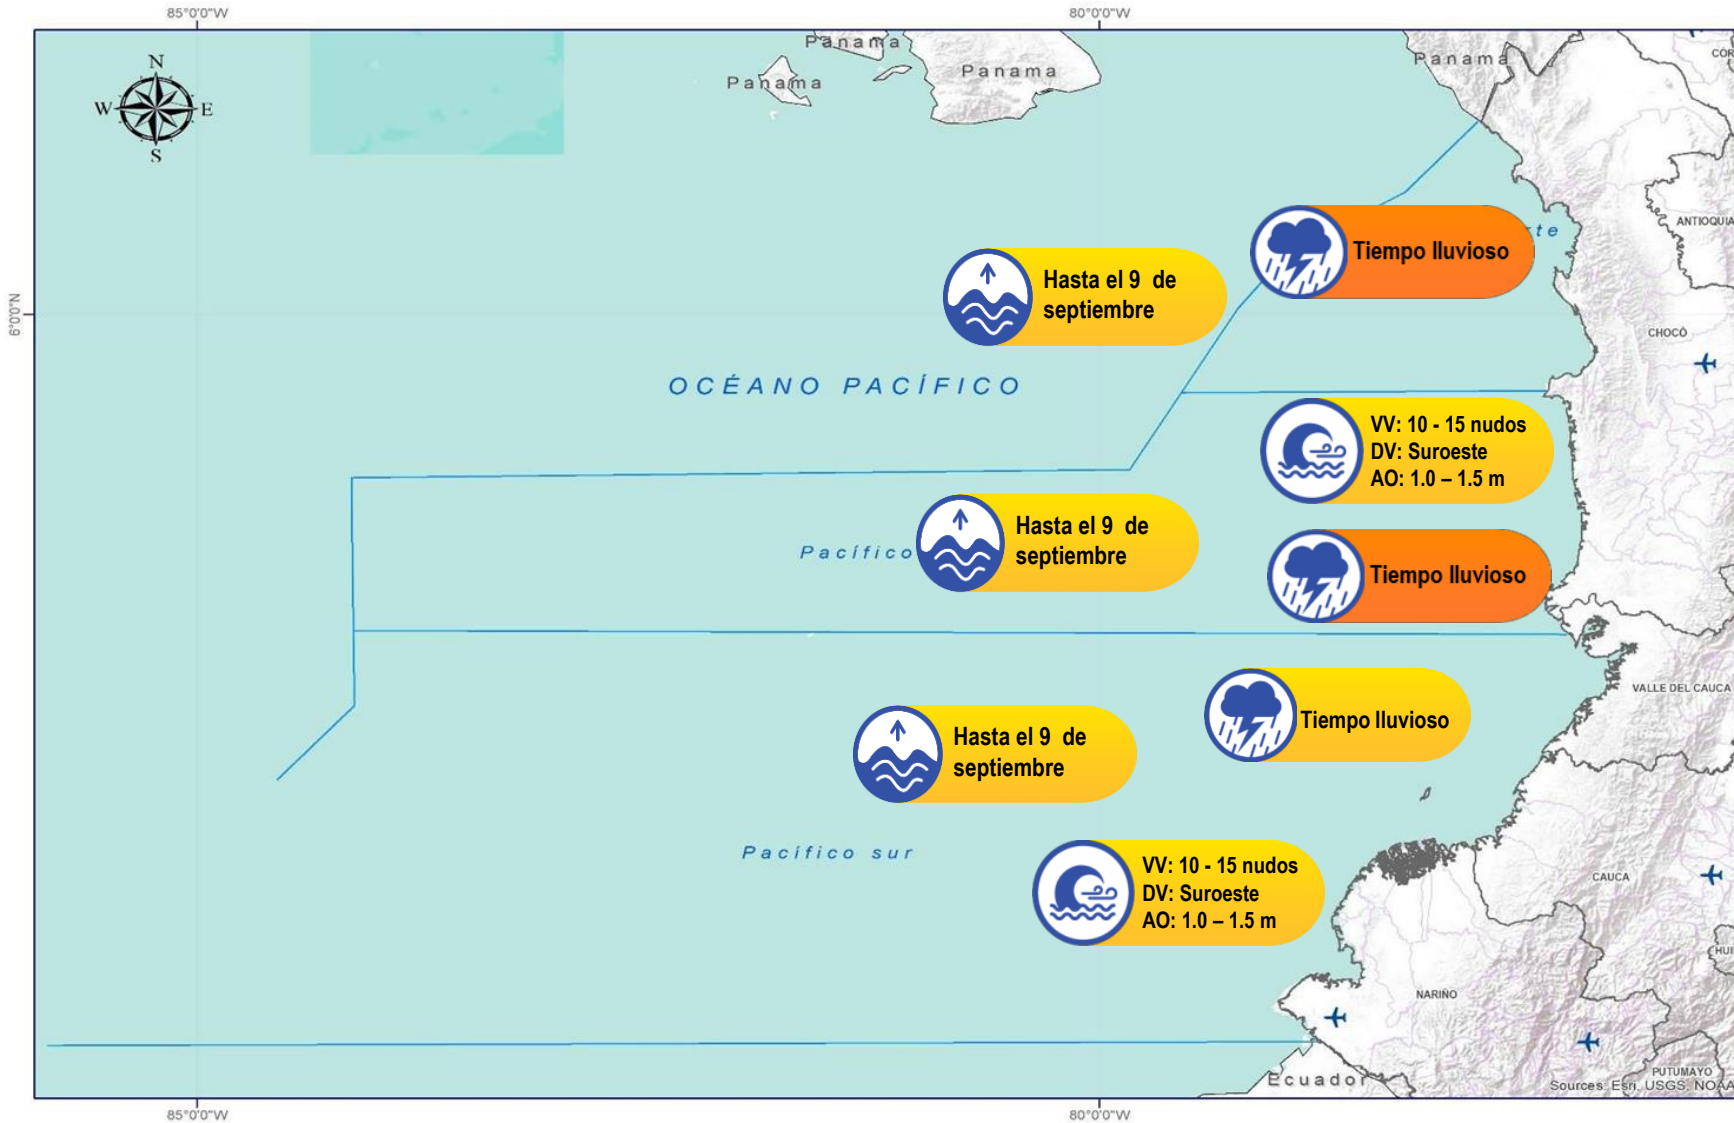 85°0'0"W
80°0'0"W
N
W
E
S
Panama
Panama
Panama
Panama
ANTIOQUIA
Tiempo lluvioso
Hasta el 9 de
septiembre
6°0'0"N
CHOCÓ
OCÉANO PACÍFICO
VV: 10 - 15 nudos
DV: Suroeste
AO: 1.0 – 1.5 m
Pacífico
Hasta el 9 de
septiembre
Tiempo lluvioso
VALLE DEL CAUCA
Tiempo lluvioso
Hasta el 9 de
septiembre
Pacífico sur
VV: 10 - 15 nudos
DV: Suroeste
AO: 1.0 – 1.5 m
CAUCA
NARIÑO
PUTUMAYO
Ecuador
Sources: Esri, USGS, NOAA
85°0'0"W
80°0'0"W